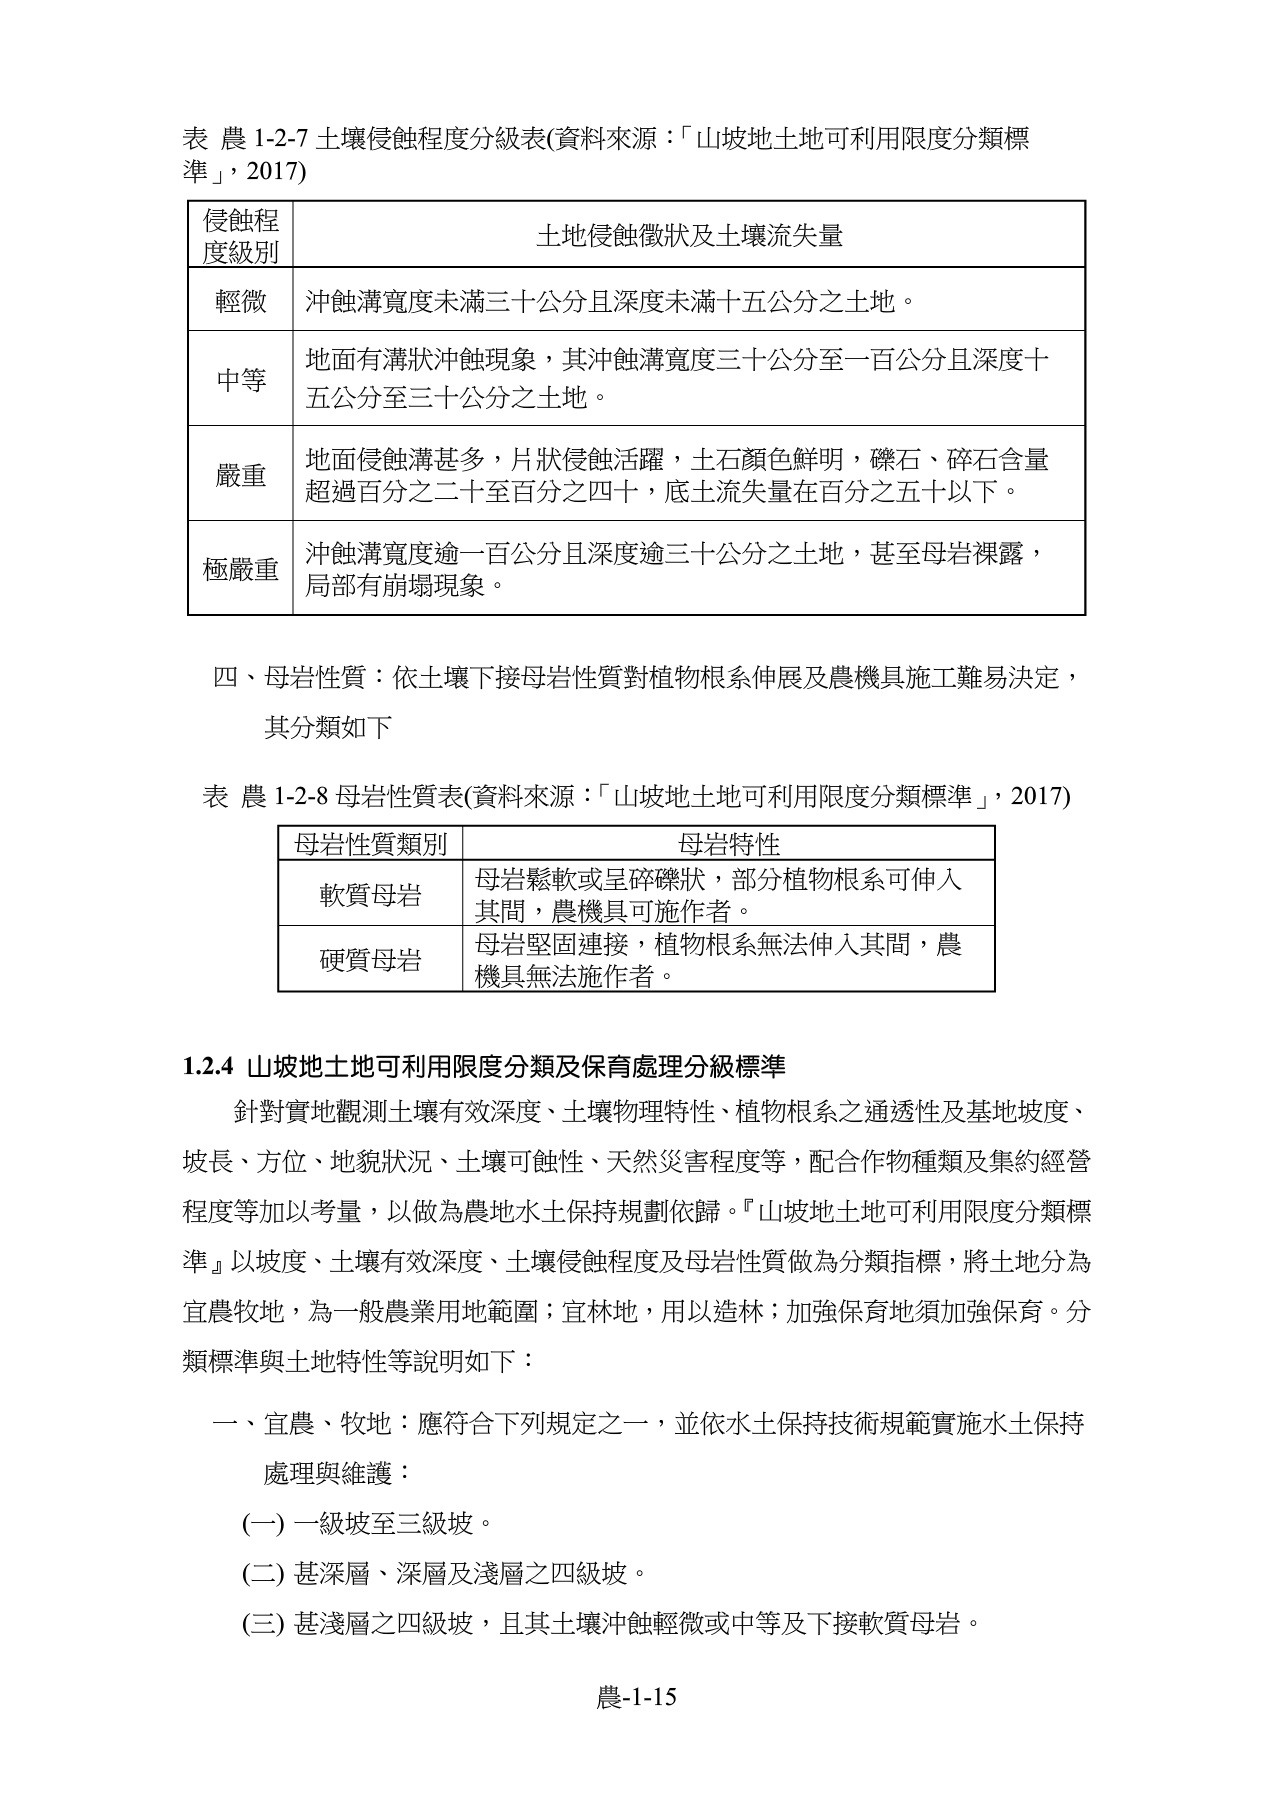 表 農 1-2-7 土壤侵蝕程度分級表(資料來源：「山坡地土地可利用限度分類標
準」，2017)
侵蝕程
度級別
土地侵蝕徵狀及土壤流失量
輕微
沖蝕溝寬度未滿三十公分且深度未滿十五公分之土地。
中等
地面有溝狀沖蝕現象，其沖蝕溝寬度三十公分至一百公分且深度十
五公分至三十公分之土地。
嚴重
地面侵蝕溝甚多，片狀侵蝕活躍，土石顏色鮮明，礫石、碎石含量
超過百分之二十至百分之四十，底土流失量在百分之五十以下。
極嚴重
沖蝕溝寬度逾一百公分且深度逾三十公分之土地，甚至母岩裸露，
局部有崩塌現象。
四、母岩性質：依土壤下接母岩性質對植物根系伸展及農機具施工難易決定，
其分類如下
表 農 1-2-8 母岩性質表(資料來源：「山坡地土地可利用限度分類標準」，2017)
母岩性質類別
母岩特性
軟質母岩
母岩鬆軟或呈碎礫狀，部分植物根系可伸入
其間，農機具可施作者。
硬質母岩
母岩堅固連接，植物根系無法伸入其間，農
機具無法施作者。
1.2.4 山坡地土地可利用限度分類及保育處理分級標準
針對實地觀測土壤有效深度、土壤物理特性、植物根系之通透性及基地坡度、
坡長、方位、地貌狀況、土壤可蝕性、天然災害程度等，配合作物種類及集約經營
程度等加以考量，以做為農地水土保持規劃依歸。『山坡地土地可利用限度分類標
準』以坡度、土壤有效深度、土壤侵蝕程度及母岩性質做為分類指標，將土地分為
宜農牧地，為一般農業用地範圍；宜林地，用以造林；加強保育地須加強保育。分
類標準與土地特性等說明如下：
一、宜農、牧地：應符合下列規定之一，並依水土保持技術規範實施水土保持
處理與維護：
(一) 一級坡至三級坡。
(二) 甚深層、深層及淺層之四級坡。
(三) 甚淺層之四級坡，且其土壤沖蝕輕微或中等及下接軟質母岩。
農-1-15